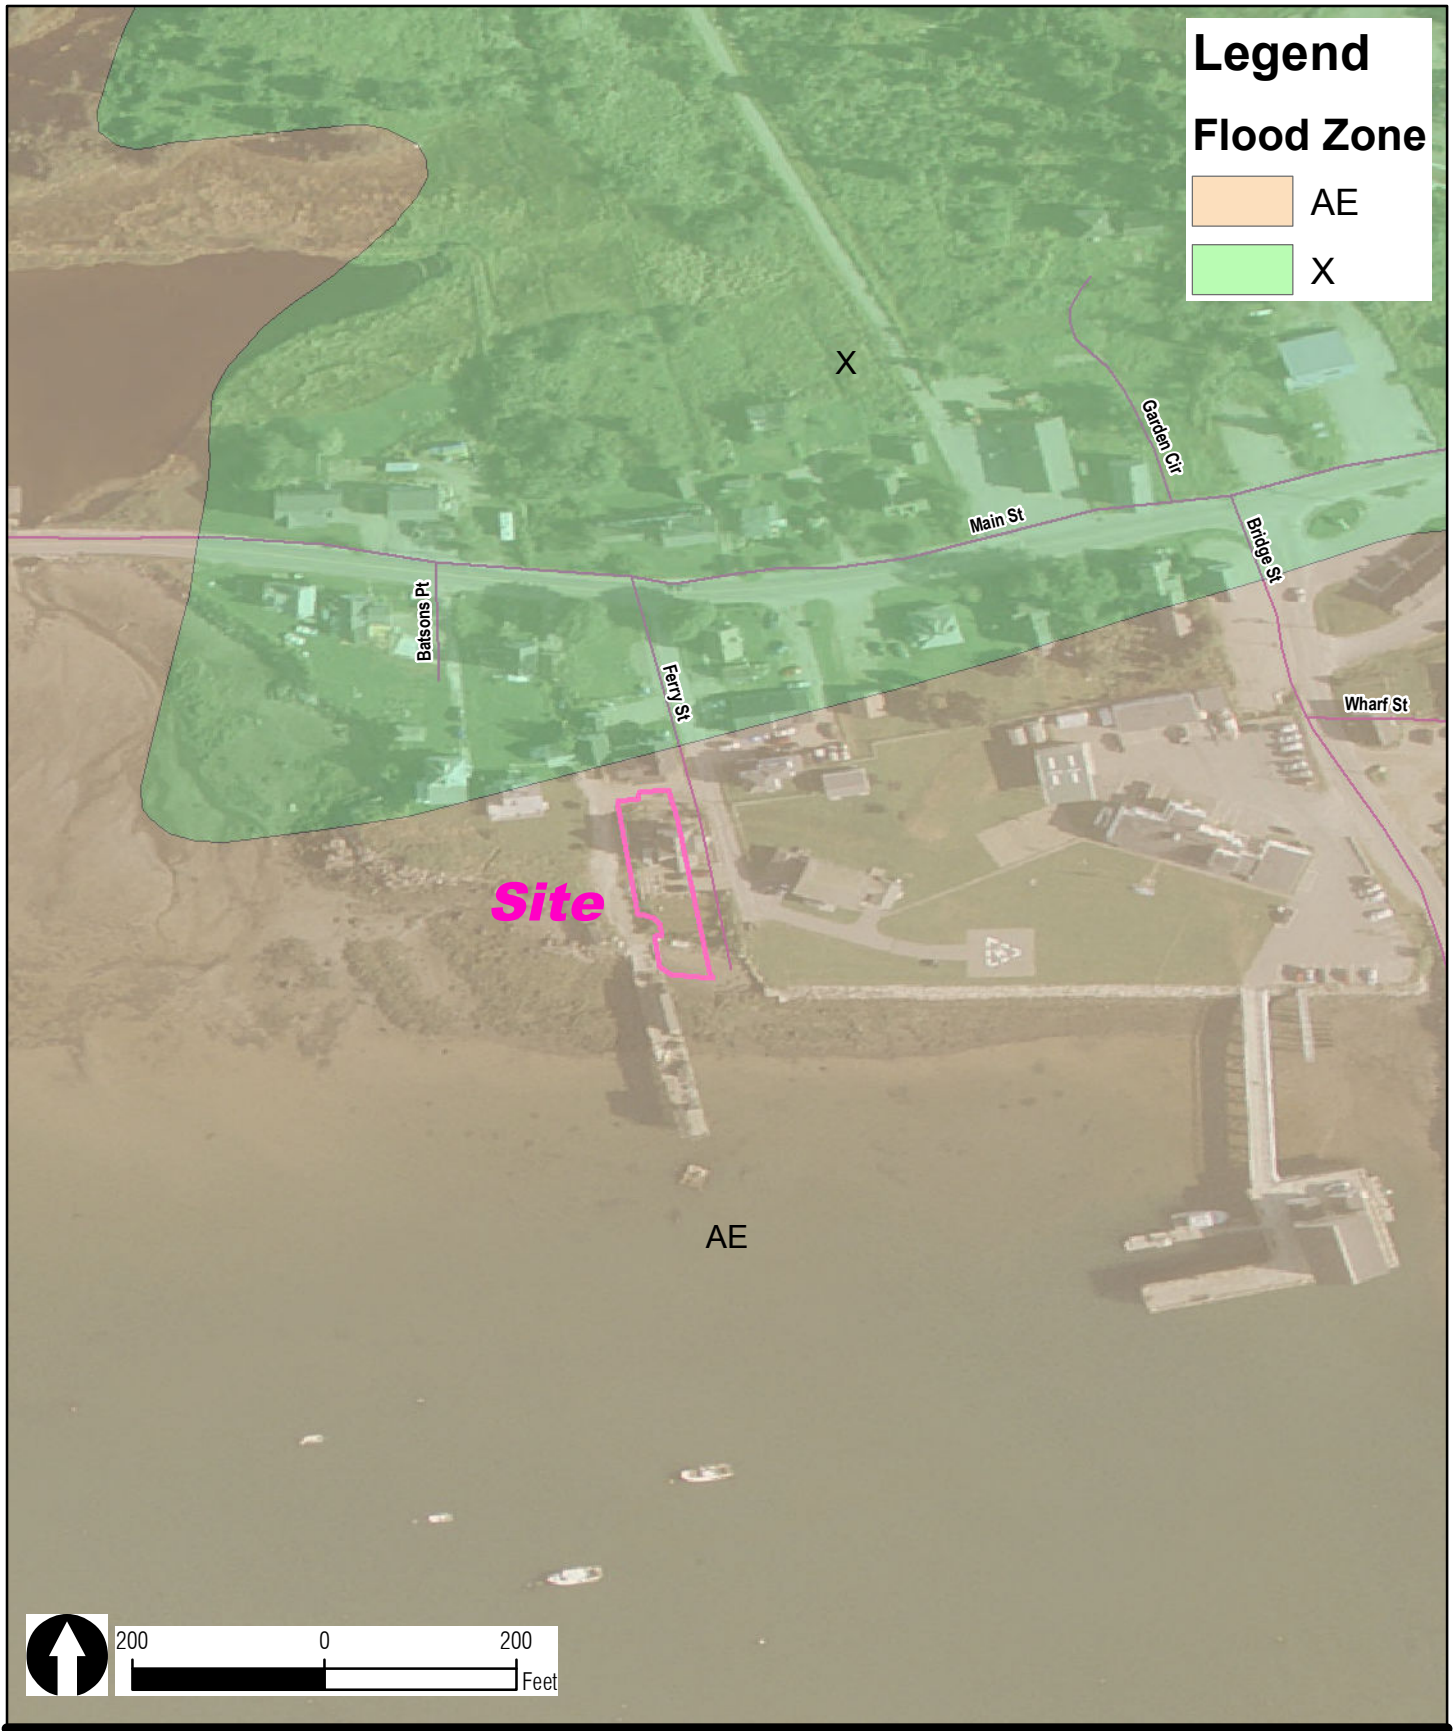 Legend
Flood Zone
AE
X
X
Garden Cir
Main St
Bridge St
Batsons Pt
Ferry St
Wharf St
Site
AE
200 0 200
Feet